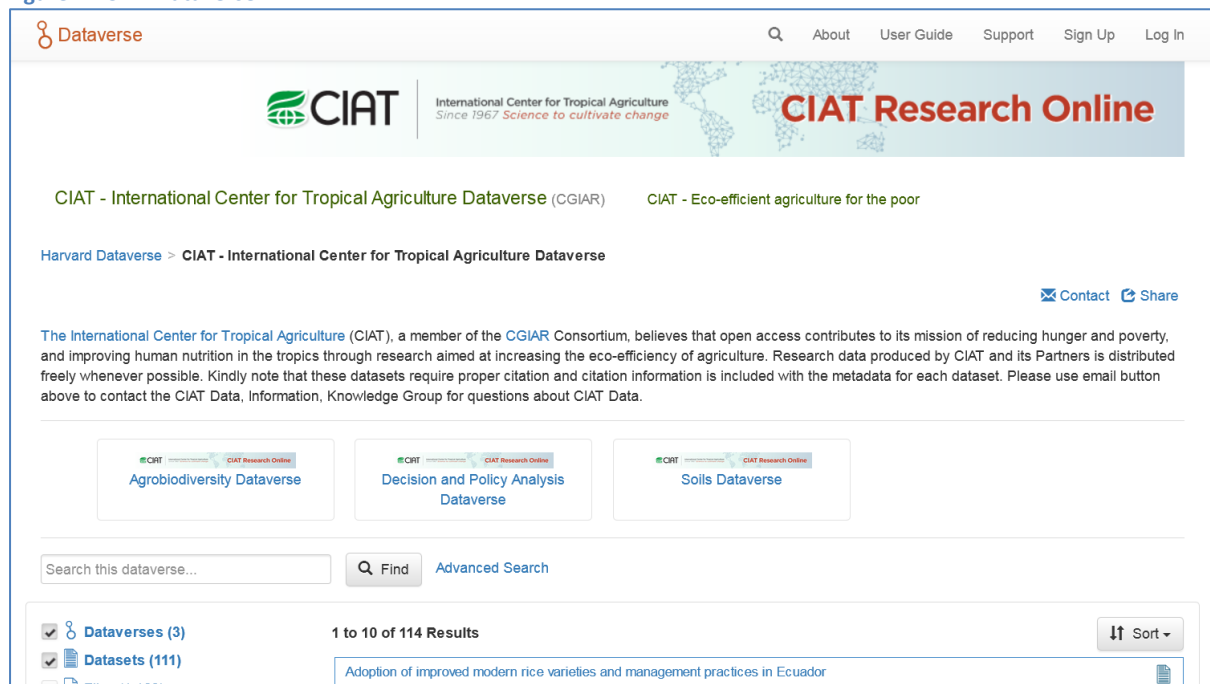 Dataverse
About
User Guide
Support
Sign Up
Log In
CIAT
International Center for Tropical Agriculture
Since 1967 Science to cultivate change
CIAT Research Online
CIAT - International Center for Tropical Agriculture Dataverse (CGIAR)
CIAT - Eco-efficient agriculture for the poor
Harvard Dataverse > CIAT - International Center for Tropical Agriculture Dataverse
Contact
Share
The International Center for Tropical Agriculture (CIAT), a member of the CGIAR Consortium, believes that open access contributes to its mission of reducing hunger and poverty,
and improving human nutrition in the tropics through research aimed at increasing the eco-efficiency of agriculture. Research data produced by CIAT and its Partners is distributed
freely whenever possible. Kindly note that these datasets require proper citation and citation information is included with the metadata for each dataset. Please use email button
above to contact the CIAT Data, Information, Knowledge Group for questions about CIAT Data.
CIAT CIAT Research Online
Agrobiodiversity Dataverse
CIAT CIAT Research Online
Decision and Policy Analysis
Dataverse
CIAT CIAT Research Online
Soils Dataverse
Search this dataverse...
Find
Advanced Search
Dataverses (3)
Datasets (111)
1 to 10 of 114 Results
Sort
Adoption of improved modern rice varieties and management practices in Ecuador